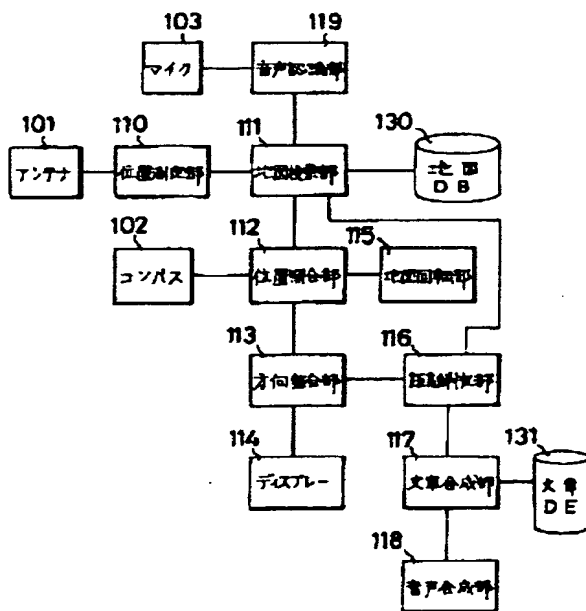 103
119
マイク
音声認識部
101
110
111
130
アンテナ
位置測定部
地図検索部
地図
DB
102
112
115
コンパス
位置照合部
地図回転部
113
116
方向整合部
距離計算部
114
117
131
ディスプレー
文章合成部
文章
DE
118
音声合成部